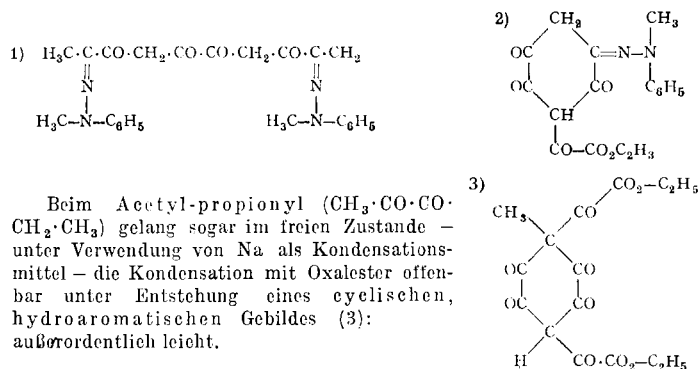 1) H₃C·C·CO·CH₂·CO·CO·CH₂·CO·C·CH₂
N N
H₃C–N–C₆H₅ H₃C–N–C₆H₅
2) CH₂ CH₃
OC C=N–N
OC CO C₆H₅
CH
CO–CO₂C₂H₃
Beim Acetyl-propionyl (CH₃·CO·CO·
CH₂·CH₃) gelang sogar im freien Zustande –
unter Verwendung von Na als Kondensations-
mittel – die Kondensation mit Oxalester offen-
bar unter Entstehung eines cyclischen,
hydroaromatischen Gebildes (3):
außerordentlich leicht.
3) CO₂–C₂H₅
CH₃ CO
C
OC CO
OC CO
C
H CO·CO₂–C₂H₅